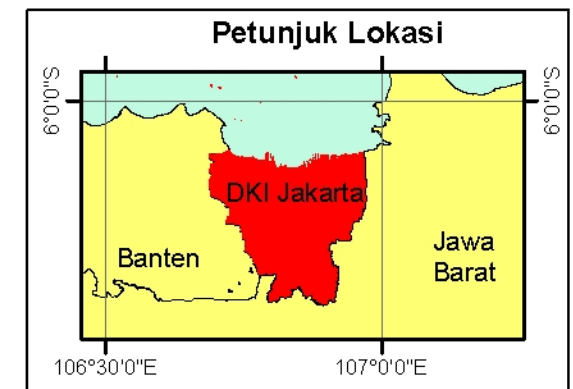 Petunjuk Lokasi
6°0'0"S
6°0'0"S
DKI Jakarta
Banten
Jawa
Barat
106°30'0"E
107°0'0"E